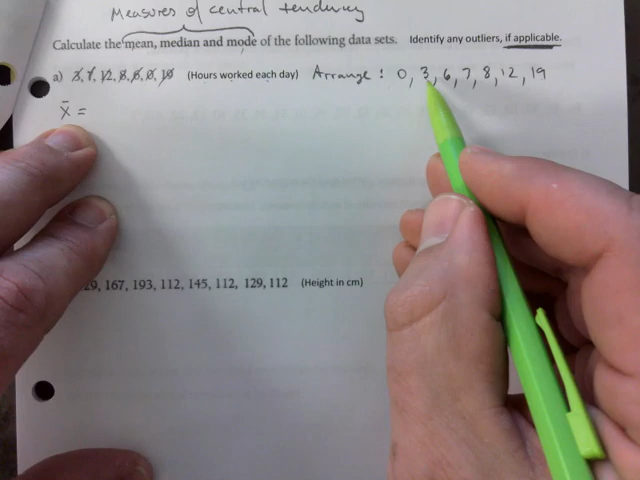 Measures of central tendency
Calculate the mean, median and mode of the following data sets. Identify any outliers, if applicable.
a) 3, 7, 12, 8, 6, 0, 19 (Hours worked each day) Arrange : 0, 3, 6, 7, 8, 12, 19
x̄ =
29, 167, 193, 112, 145, 112, 129, 112 (Height in cm)